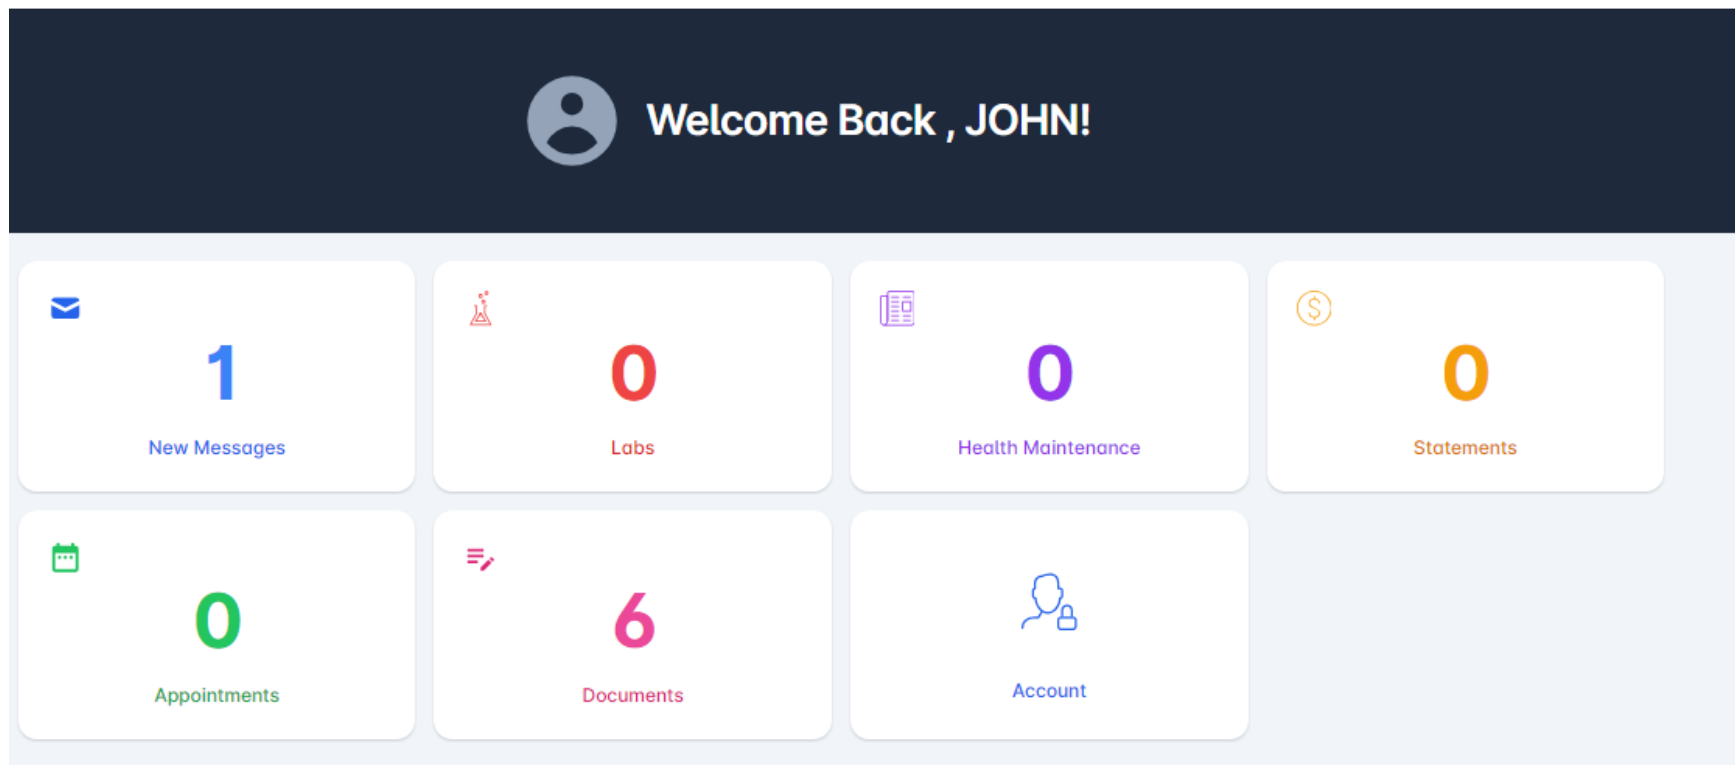 Welcome Back , JOHN!
1
New Messages
0
Labs
0
Health Maintenance
$
0
Statements
0
Appointments
6
Documents
Account